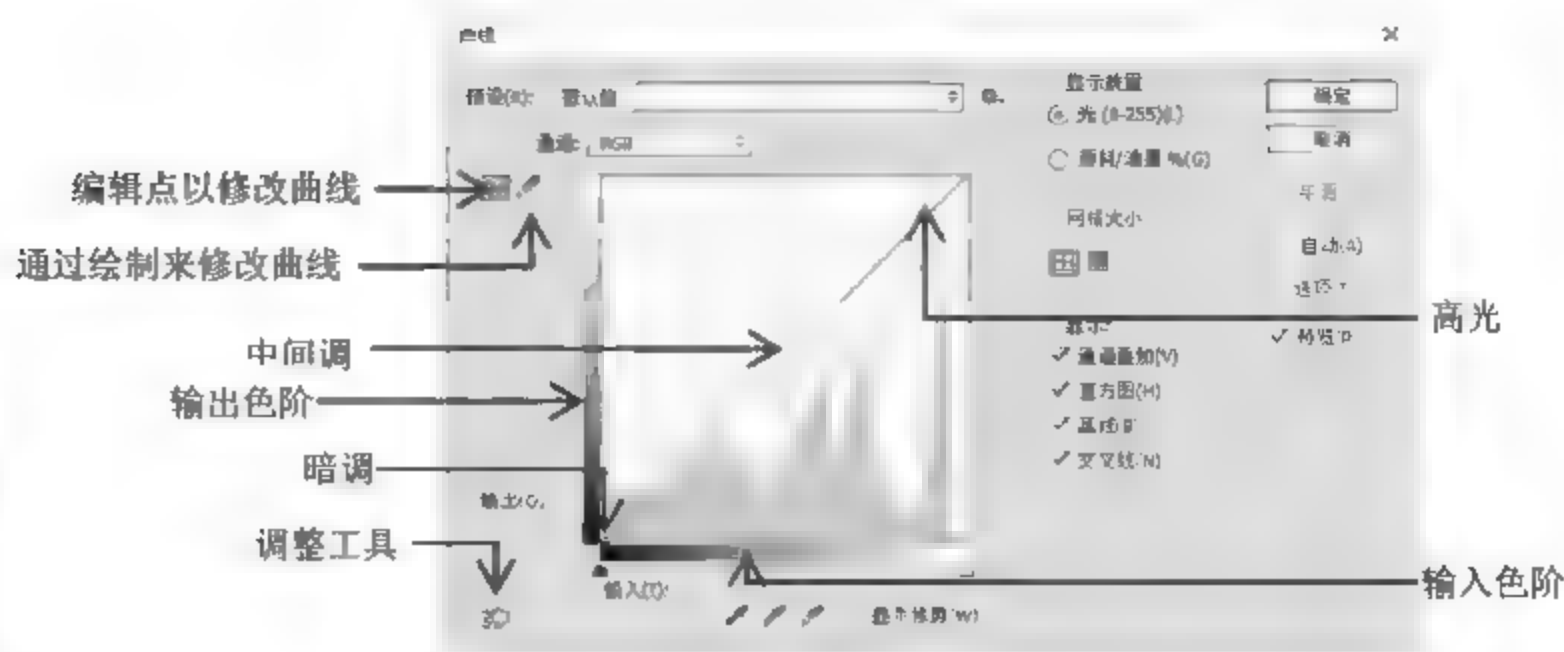 曲线
预设(R): 默认值
通道: RGB
显示数量
光 (0-255)(L)
颜料/油墨 %(G)
网格大小
显示:
通道叠加(V)
直方图(H)
基线
交叉线(N)
确定
取消
平滑
自动(A)
选项
预览
编辑点以修改曲线
通过绘制来修改曲线
中间调
输出色阶
暗调
调整工具
高光
输入色阶
输出(O):
输入(I):
显示修剪(W)